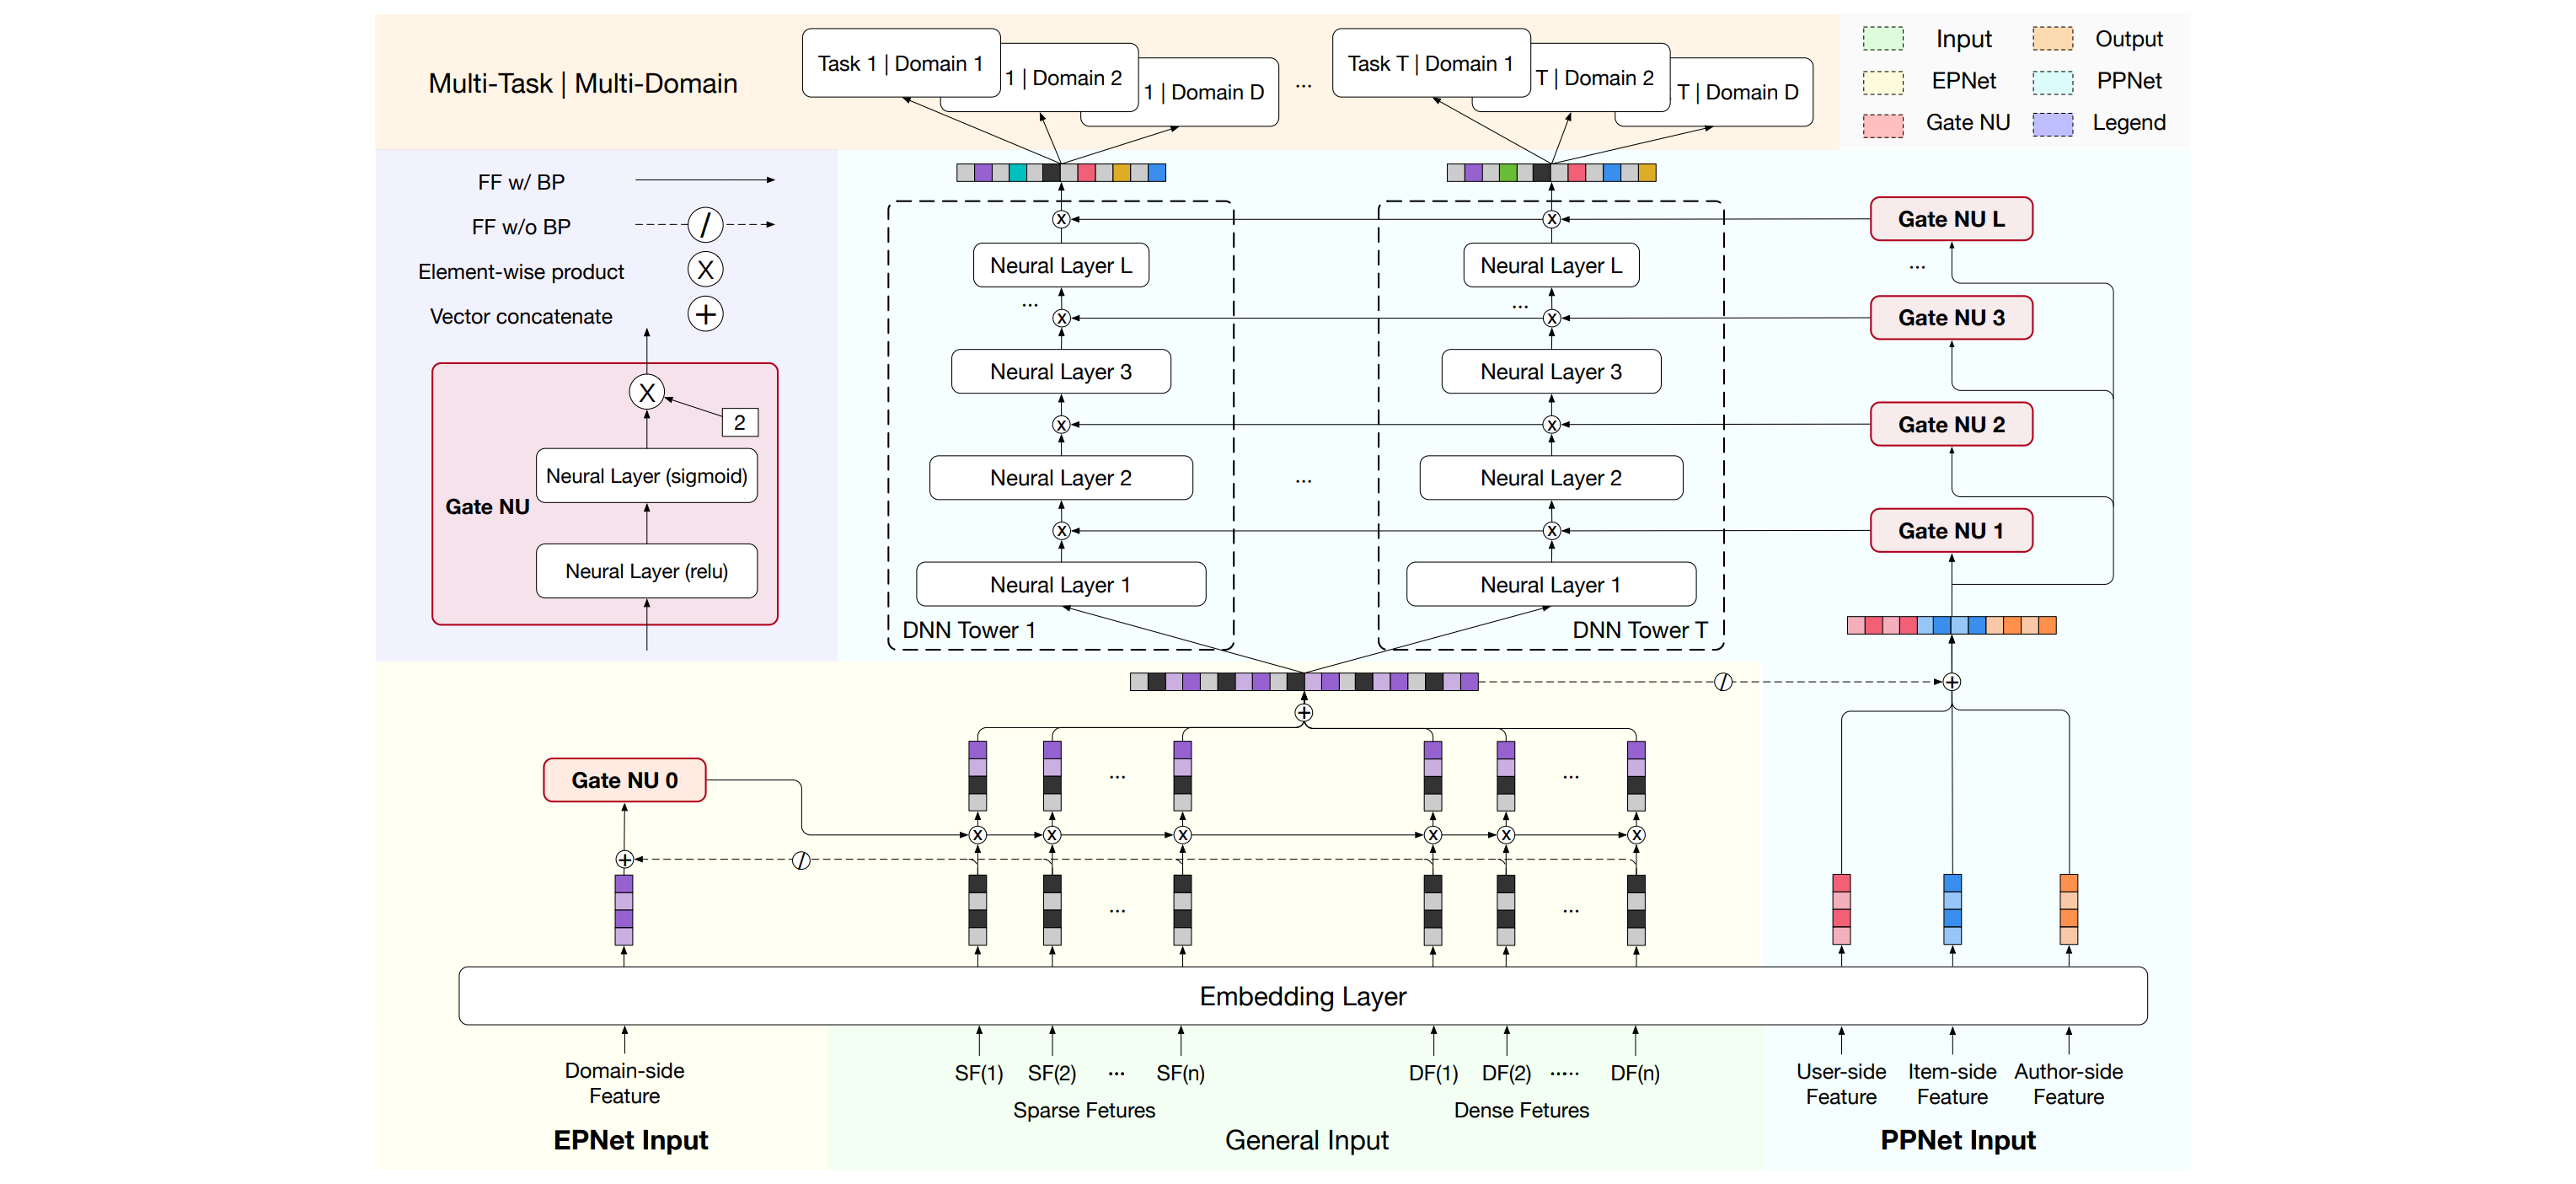 Multi-Task | Multi-Domain
Task 1 | Domain 1
1 | Domain 2
1 | Domain D
...
Task T | Domain 1
T | Domain 2
T | Domain D
Input
Output
EPNet
PPNet
Gate NU
Legend
FF w/ BP
FF w/o BP
/
Element-wise product
X
Vector concatenate
+
X
2
Neural Layer (sigmoid)
Gate NU
Neural Layer (relu)
X
Neural Layer L
...
X
Neural Layer 3
X
Neural Layer 2
X
Neural Layer 1
DNN Tower 1
...
X
Neural Layer L
...
X
Neural Layer 3
X
Neural Layer 2
X
Neural Layer 1
DNN Tower T
Gate NU L
...
Gate NU 3
Gate NU 2
Gate NU 1
/
+
+
Gate NU 0
... ...
X X X X X X
+ /
... ...
Embedding Layer
Domain-side
Feature
SF(1) SF(2) ... SF(n)
Sparse Fetures
DF(1) DF(2) ..... DF(n)
Dense Fetures
User-side
Feature
Item-side
Feature
Author-side
Feature
EPNet Input
General Input
PPNet Input